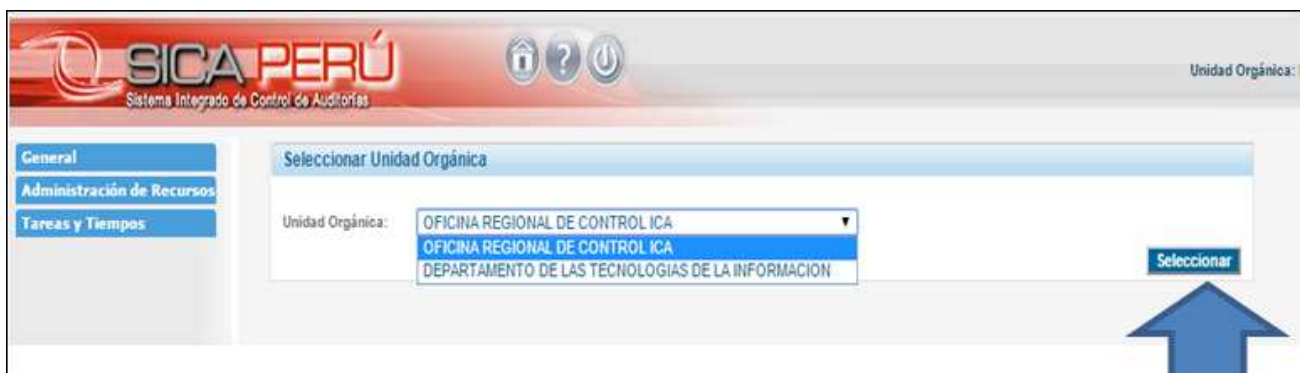 SICA PERÚ
Sistema Integrado de Control de Auditorías
?
Unidad Orgánica:
General
Administración de Recursos
Tareas y Tiempos
Seleccionar Unidad Orgánica
Unidad Orgánica: OFICINA REGIONAL DE CONTROL ICA
OFICINA REGIONAL DE CONTROL ICA
DEPARTAMENTO DE LAS TECNOLOGIAS DE LA INFORMACION
Seleccionar